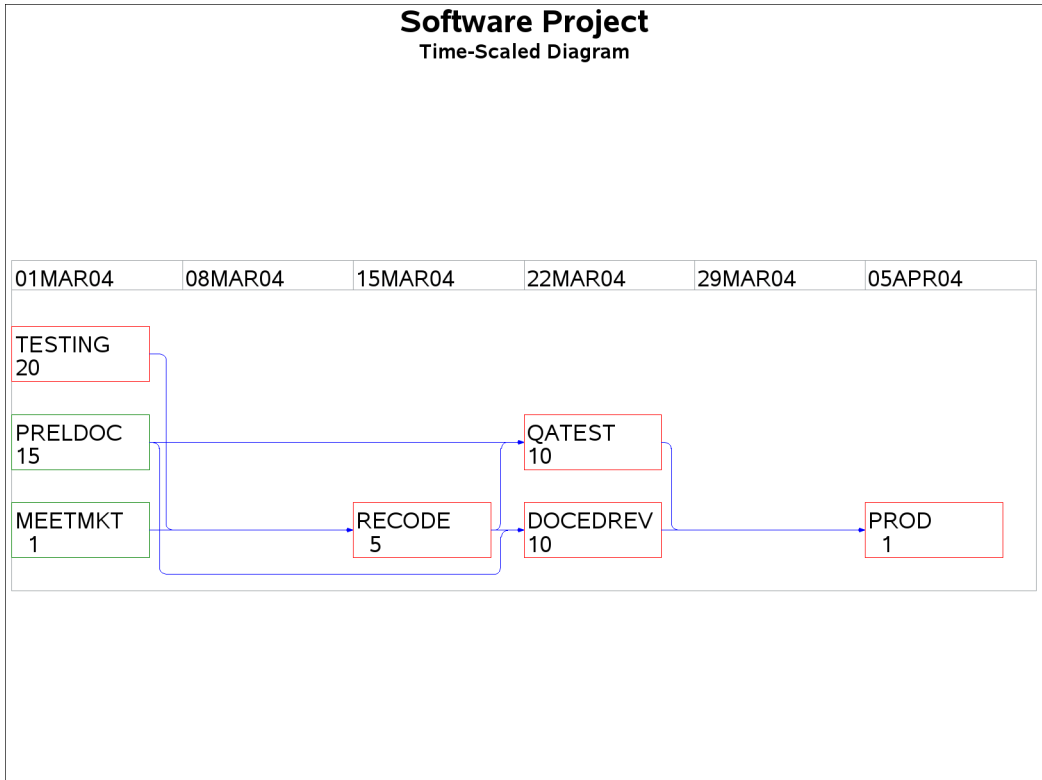 Software Project
Time-Scaled Diagram
01MAR04 08MAR04 15MAR04 22MAR04 29MAR04 05APR04
TESTING
20
PRELDOC
15
QATEST
10
MEETMKT
1
RECODE
5
DOCEDREV
10
PROD
1